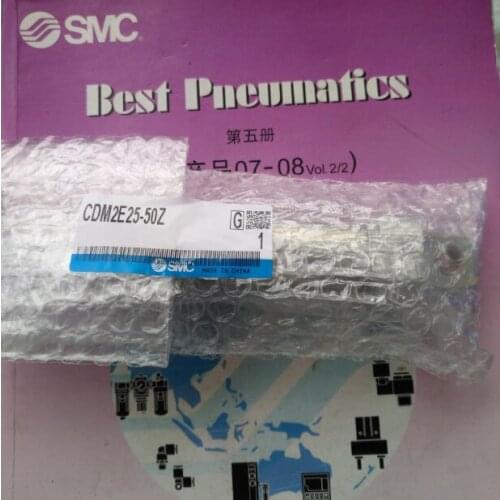 SMC
Best Pneumatics
第五册
产品07-08 Vol. 2/2)
CDM2E25-50Z
G
1
SMC
MADE IN CHINA